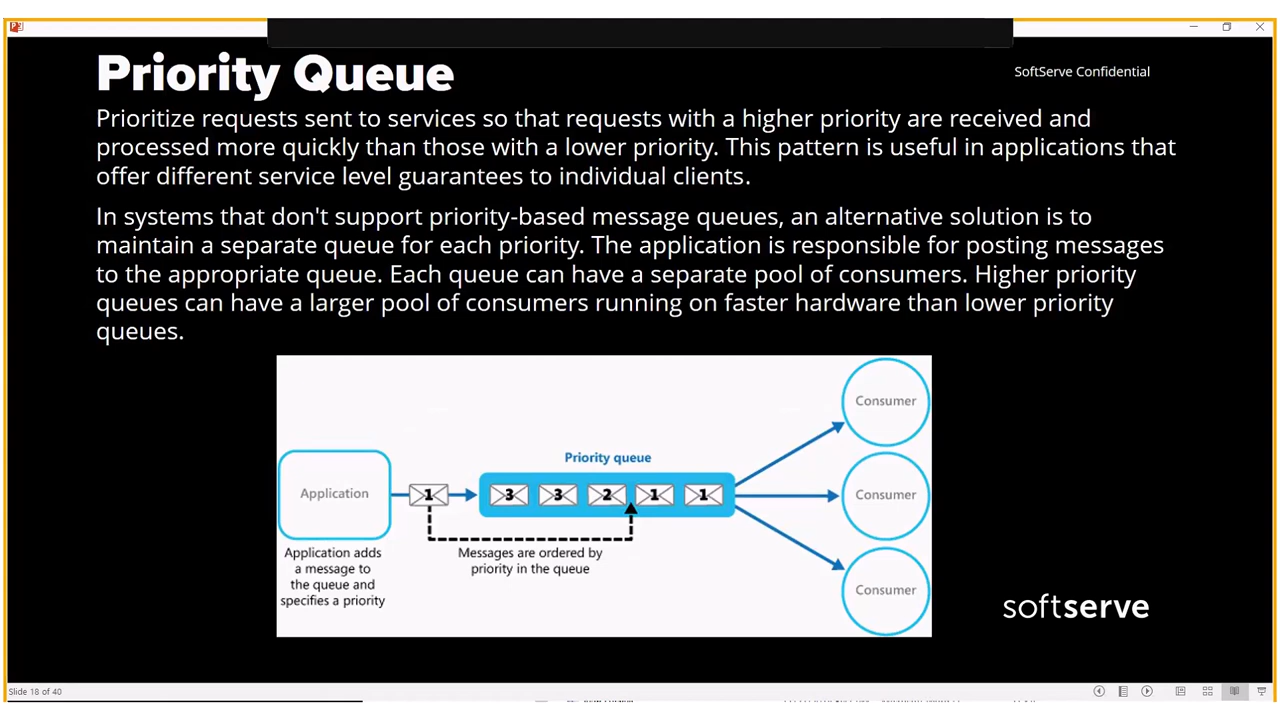 Priority Queue
SoftServe Confidential
Prioritize requests sent to services so that requests with a higher priority are received and
processed more quickly than those with a lower priority. This pattern is useful in applications that
offer different service level guarantees to individual clients.
In systems that don't support priority-based message queues, an alternative solution is to
maintain a separate queue for each priority. The application is responsible for posting messages
to the appropriate queue. Each queue can have a separate pool of consumers. Higher priority
queues can have a larger pool of consumers running on faster hardware than lower priority
queues.
Application
1
Priority queue
3 3 2 1 1
Consumer
Consumer
Consumer
Application adds
a message to
the queue and
specifies a priority
Messages are ordered by
priority in the queue
softserve
Slide 18 of 40